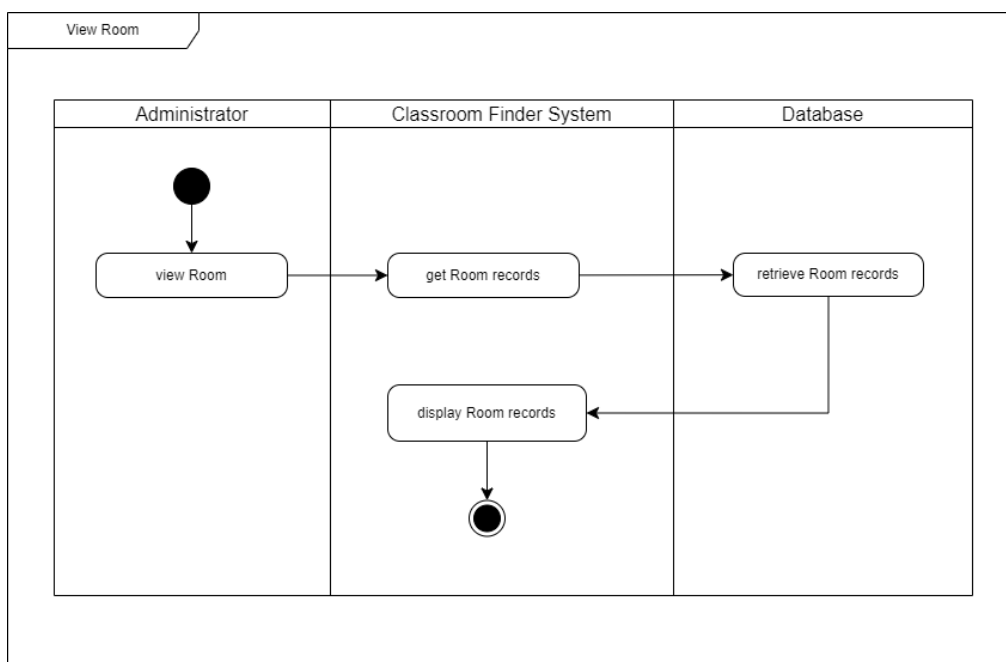 View Room
Administrator
Classroom Finder System
Database
view Room
get Room records
retrieve Room records
display Room records